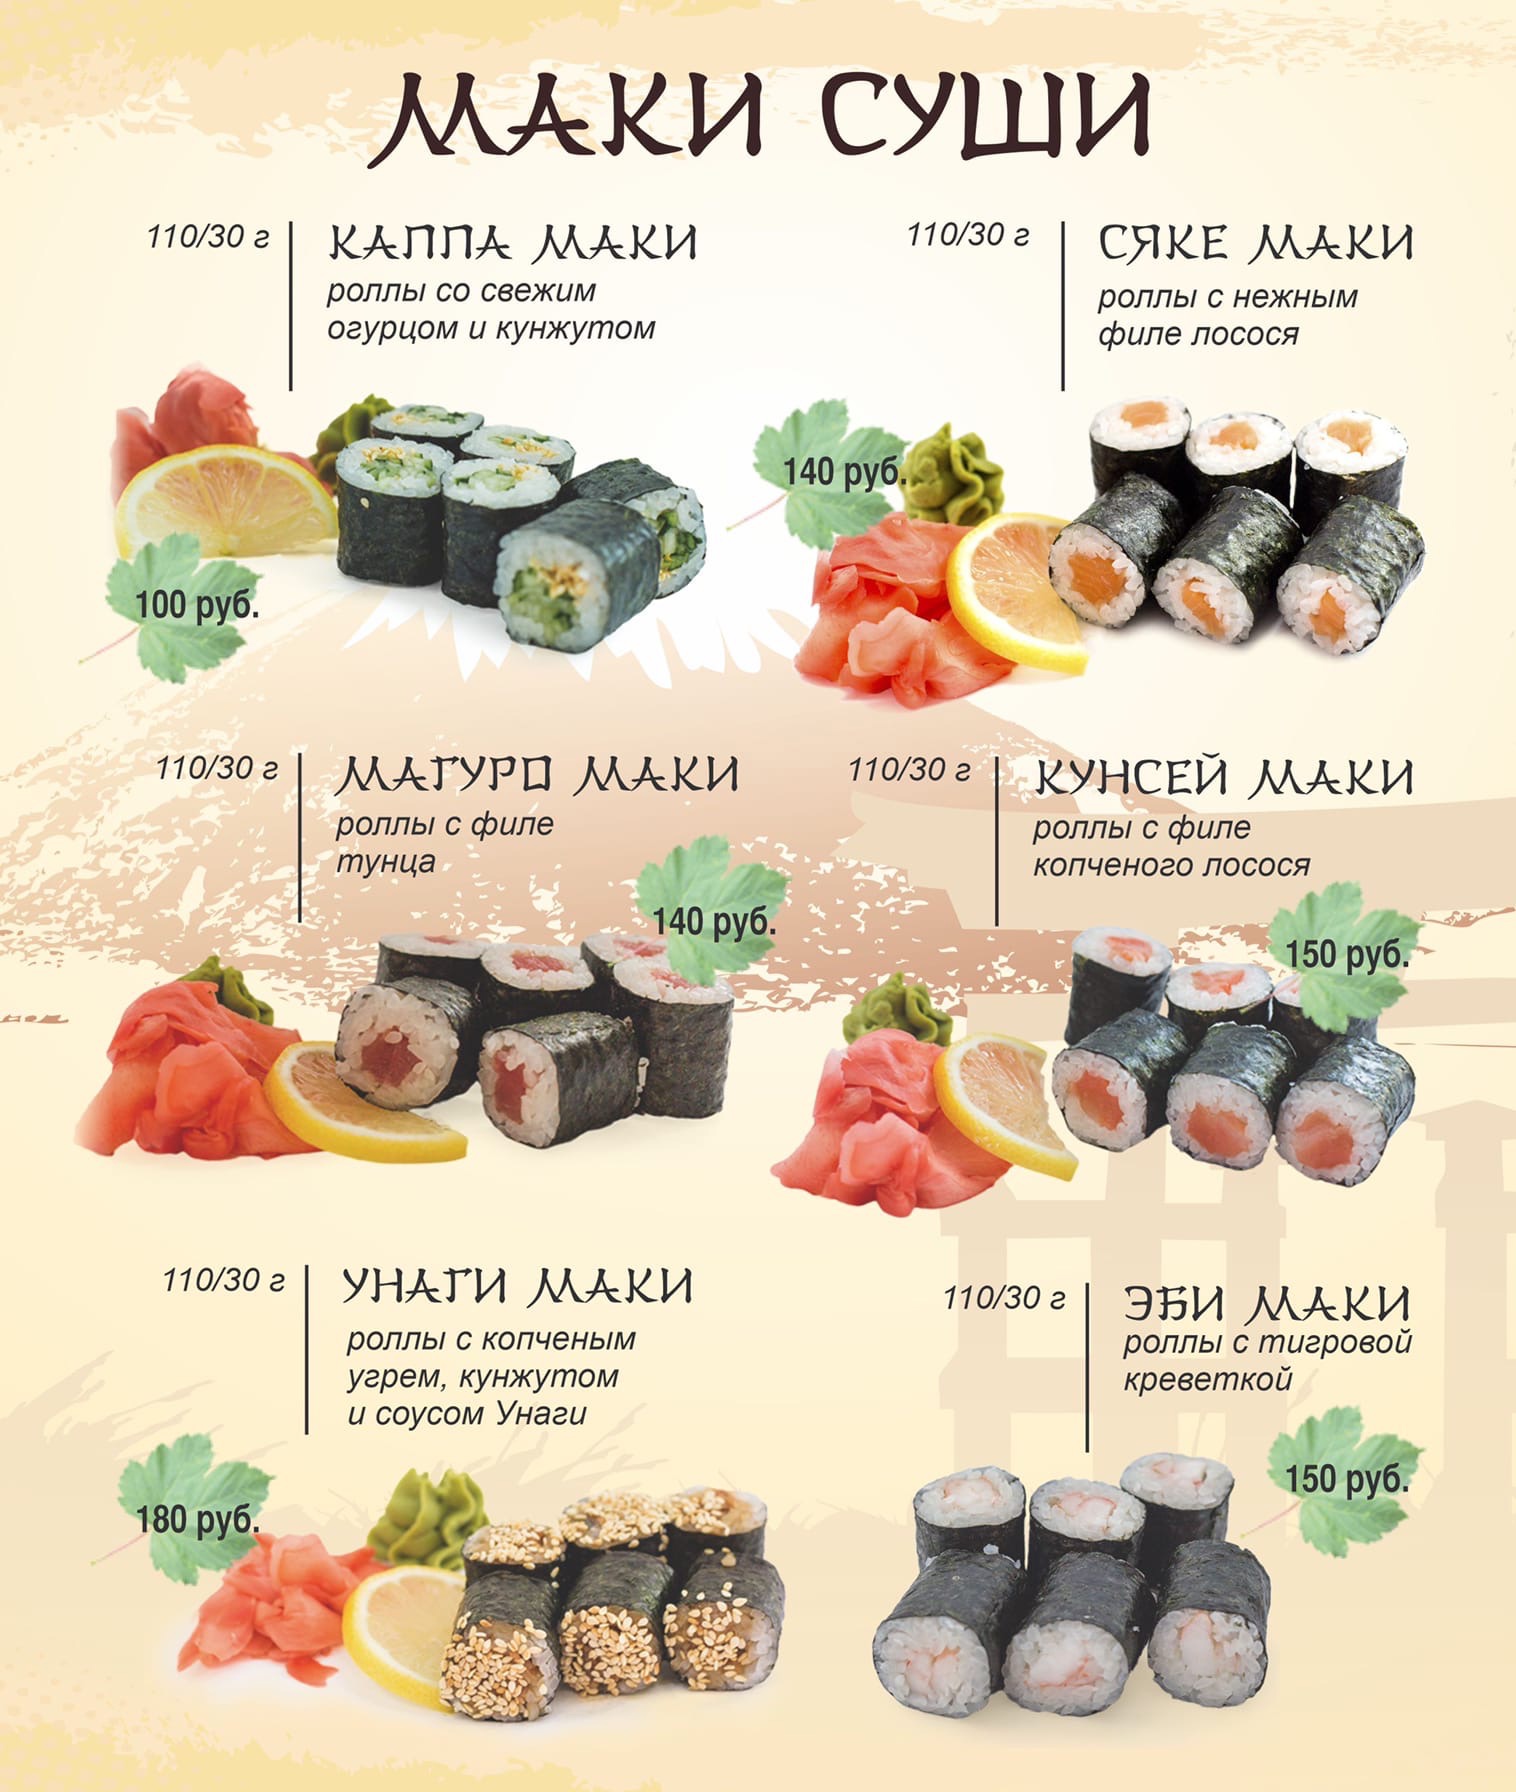 МАКИ СУШИ
110/30 г
КАППА МАКИ
роллы со свежим
огурцом и кунжутом
100 руб.
110/30 г
СЯКЕ МАКИ
роллы с нежным
филе лосося
140 руб.
110/30 г
МАГУРО МАКИ
роллы с филе
тунца
140 руб.
110/30 г
КУНСЕЙ МАКИ
роллы с филе
копченого лосося
150 руб.
110/30 г
УНАГИ МАКИ
роллы с копченым
угрем, кунжутом
и соусом Унаги
180 руб.
110/30 г
ЭБИ МАКИ
роллы с тигровой
креветкой
150 руб.